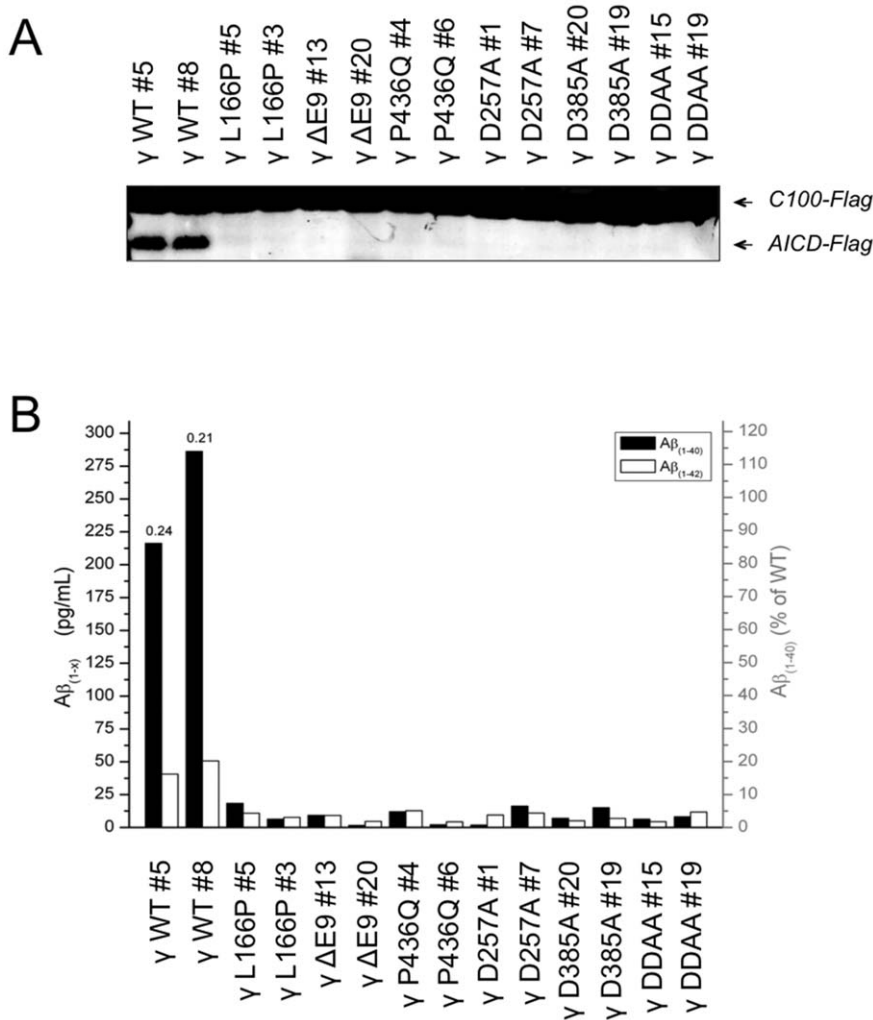 A
γ WT #5
γ WT #8
γ L166P #5
γ L166P #3
γ ΔE9 #13
γ ΔE9 #20
γ P436Q #4
γ P436Q #6
γ D257A #1
γ D257A #7
γ D385A #20
γ D385A #19
γ DDAA #15
γ DDAA #19
C100-Flag
AICD-Flag
B
Aβ(1-x) (pg/mL)
300
275
250
225
200
175
150
125
100
75
50
25
0
0.24
0.21
Aβ(1-40)
Aβ(1-42)
120
110
100
90
80
70
60
50
40
30
20
10
0
Aβ(1-40) (% of WT)
γ WT #5
γ WT #8
γ L166P #5
γ L166P #3
γ ΔE9 #13
γ ΔE9 #20
γ P436Q #4
γ P436Q #6
γ D257A #1
γ D257A #7
γ D385A #20
γ D385A #19
γ DDAA #15
γ DDAA #19